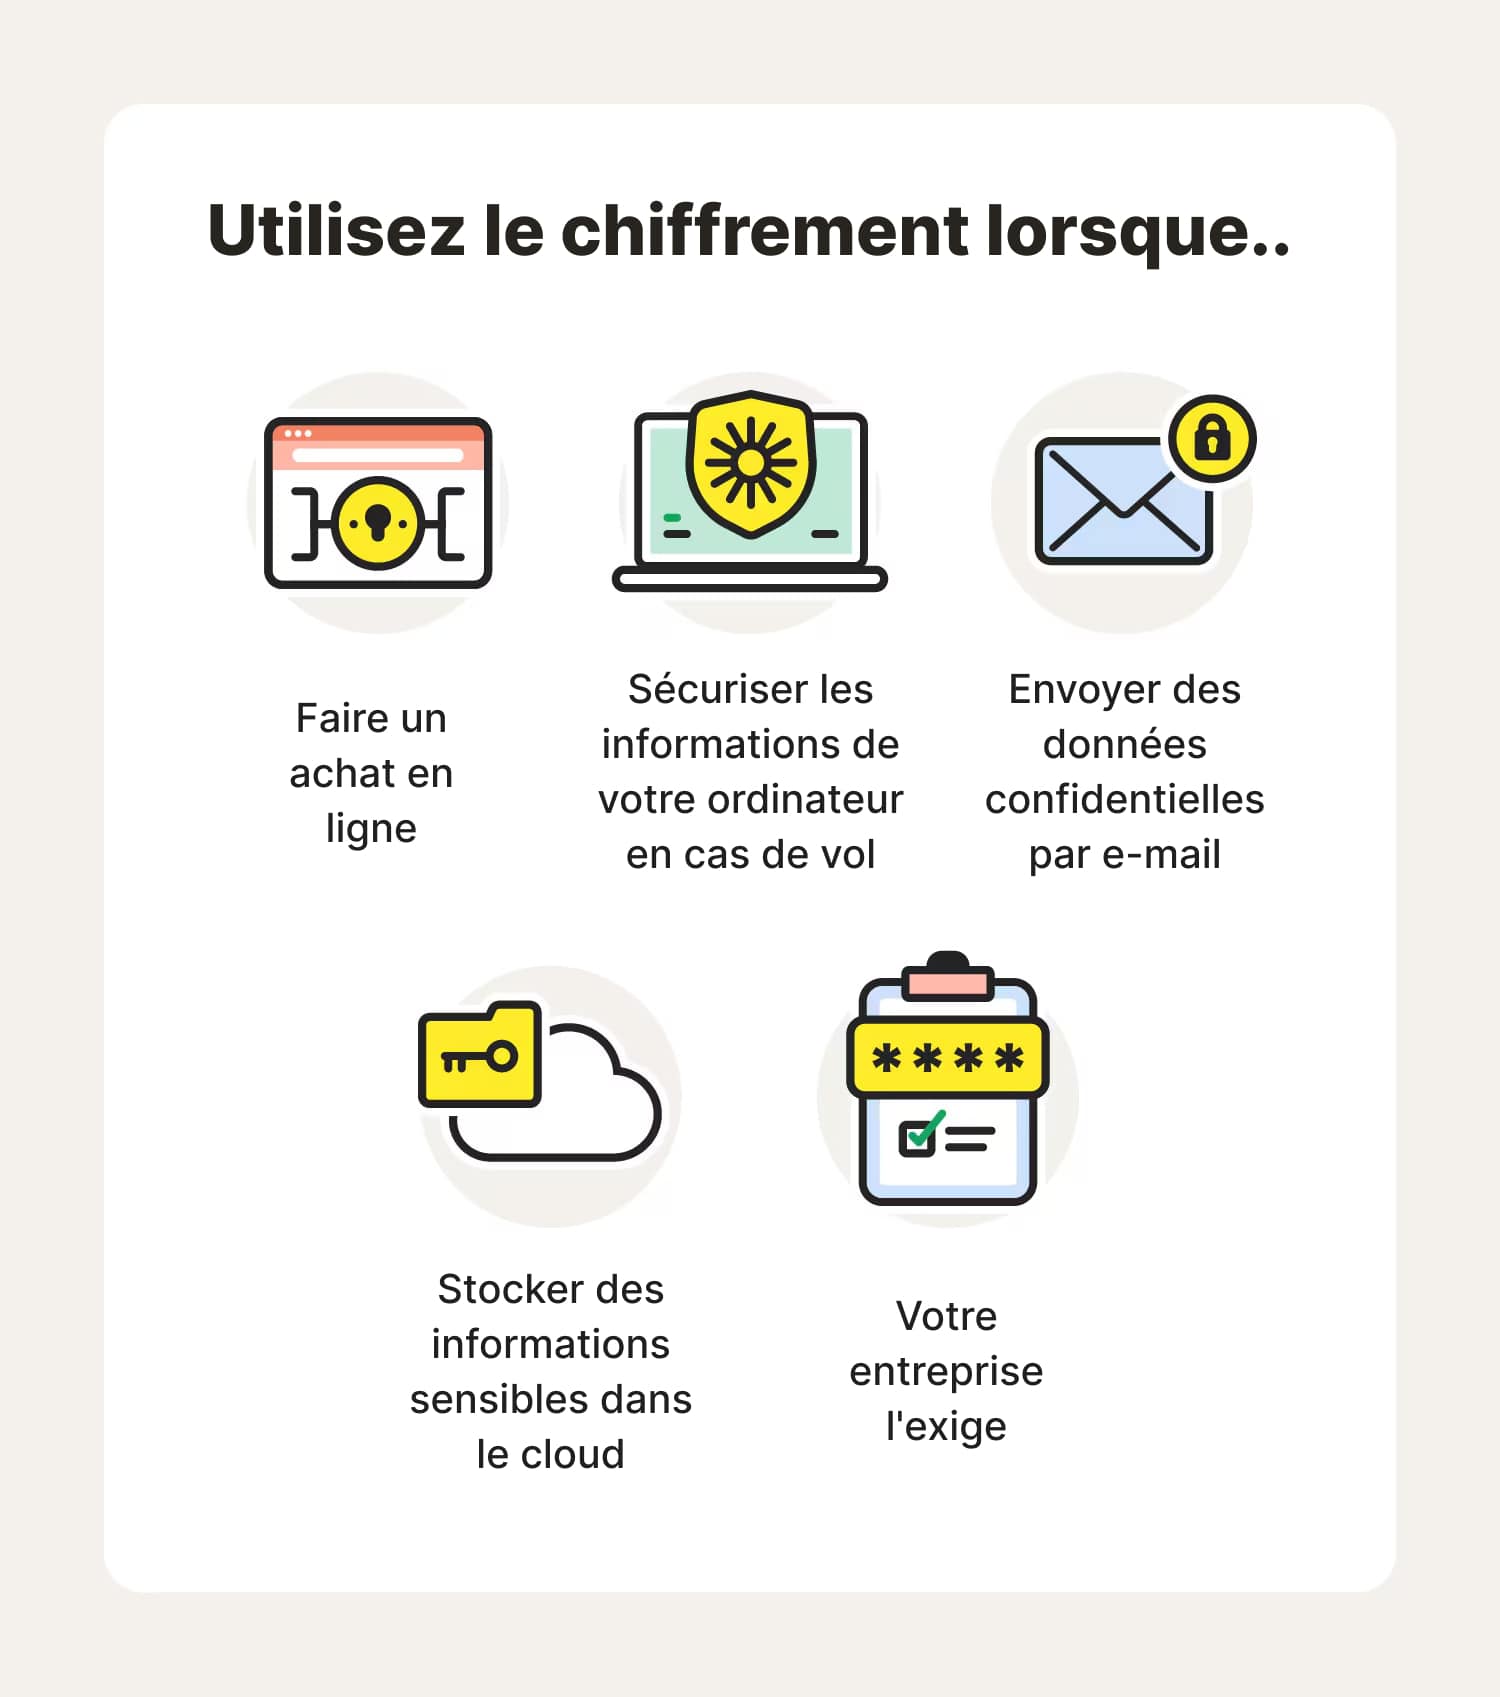 Utilisez le chiffrement lorsque..
Faire un
achat en
ligne
Sécuriser les
informations de
votre ordinateur
en cas de vol
Envoyer des
données
confidentielles
par e-mail
****
Stocker des
informations
sensibles dans
le cloud
Votre
entreprise
l'exige